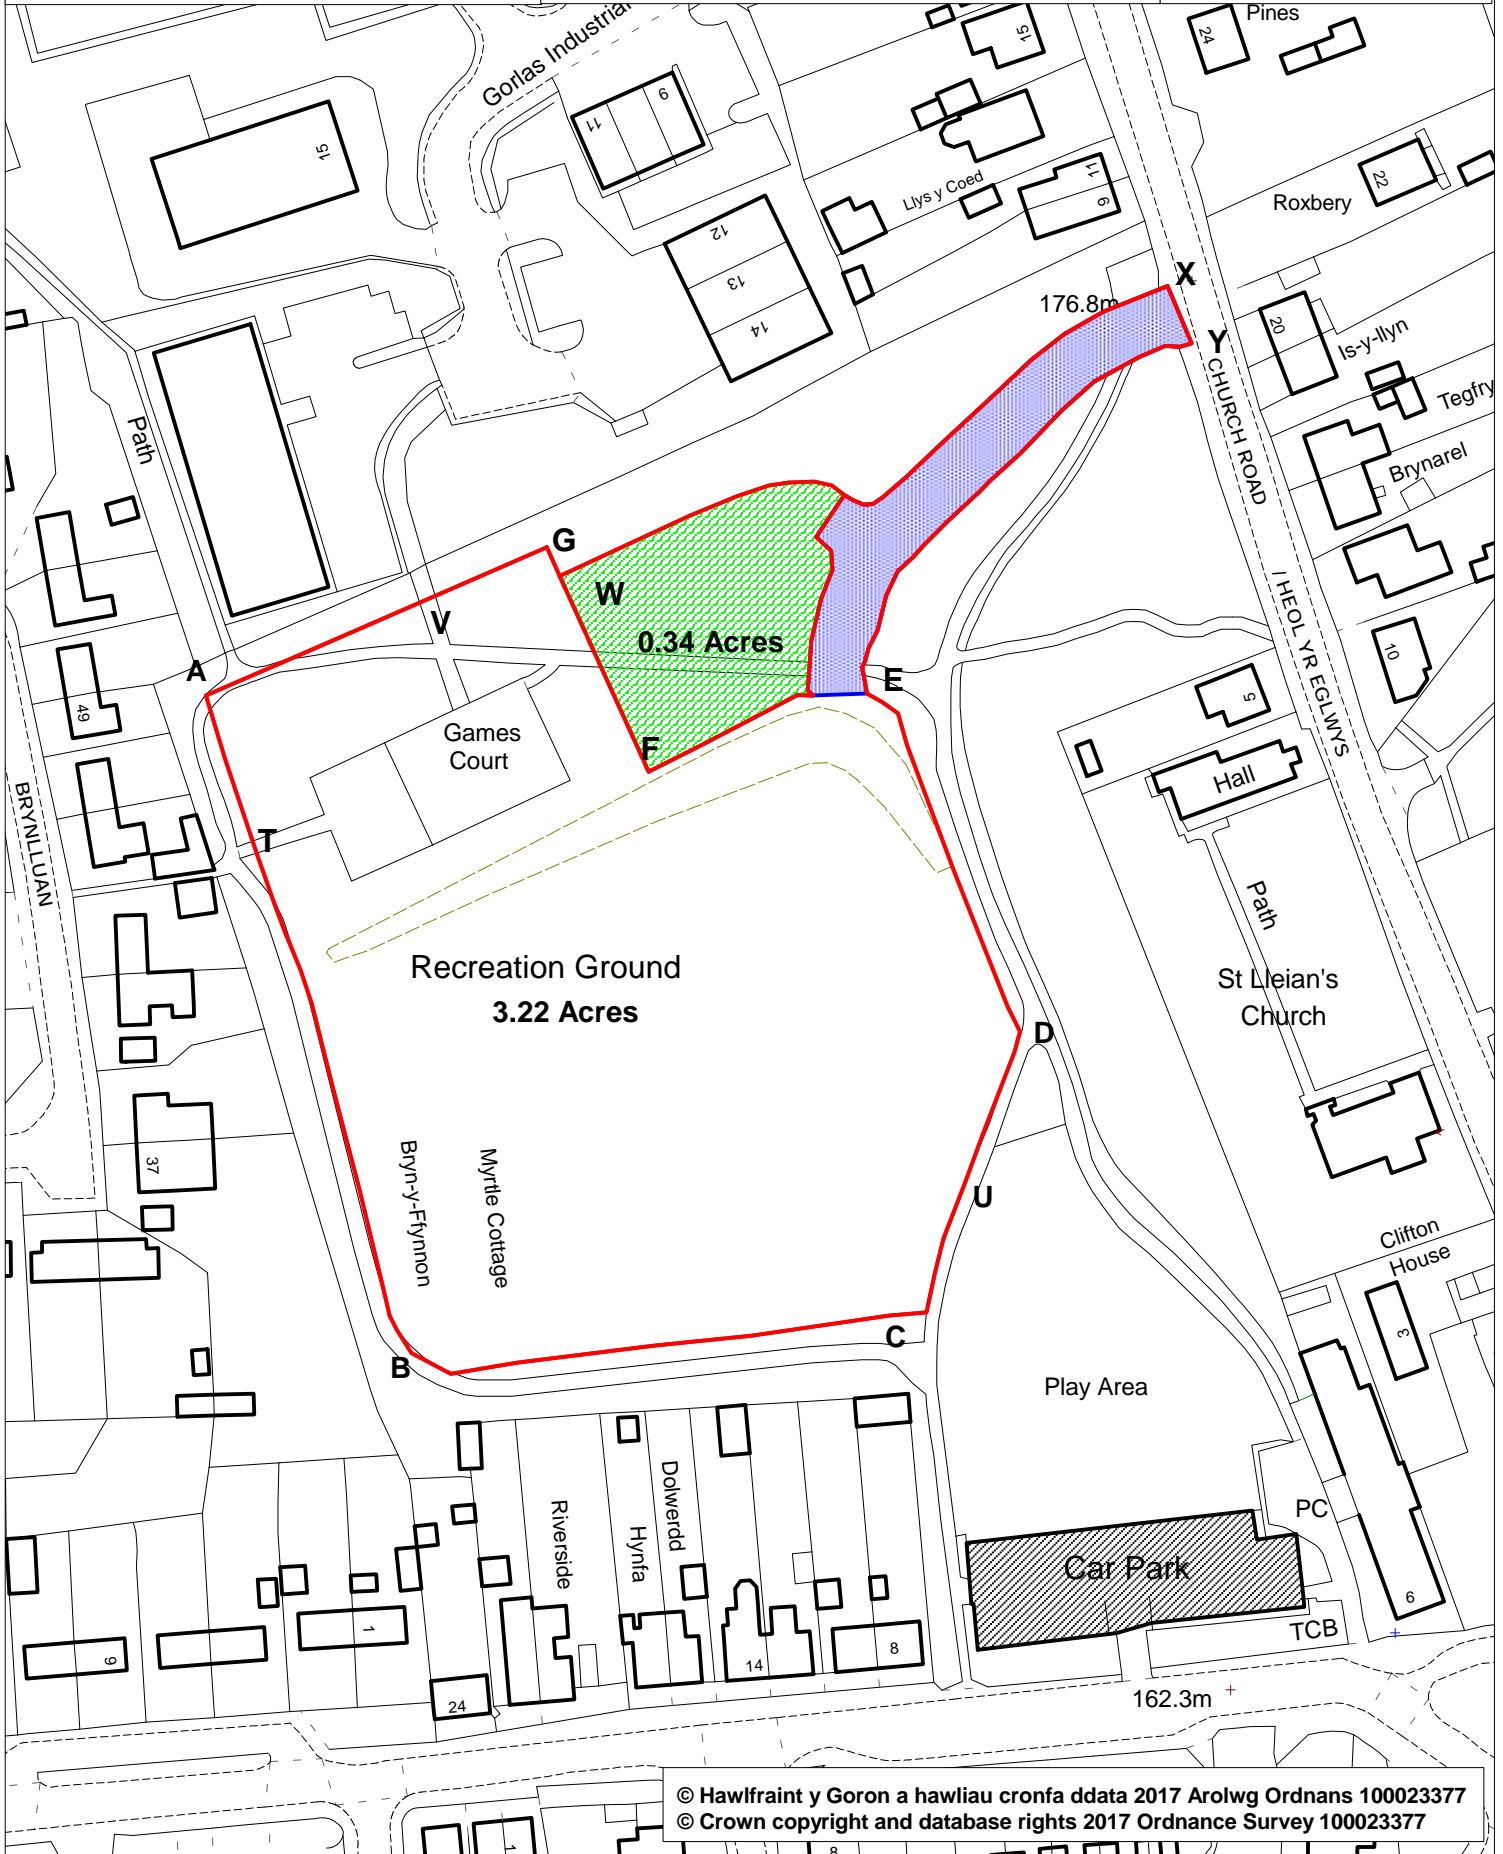 Pines
24
15
Gorlas Industrial
9
11
15
Llys y Coed
11
9
22
Roxbery
12
13
14
X
176.8m
20
Is-y-llyn
Y
CHURCH ROAD
Tegfry
Brynarel
Path
G
W
V
0.34 Acres
A
E
/ HEOL YR EGLWYS
10
5
49
Games
Court
F
Hall
BRYNLLUAN
T
Path
Recreation Ground
3.22 Acres
St Lleian's
Church
D
37
Bryn-y-Ffynnon
Myrtle Cottage
U
Clifton
House
3
C
B
Play Area
Riverside
Hynfa
Dolwerdd
PC
Car Park
6
TCB
1
9
14
8
24
162.3m
© Hawlfraint y Goron a hawliau cronfa ddata 2017 Arolwg Ordnans 100023377
© Crown copyright and database rights 2017 Ordnance Survey 100023377
1
8